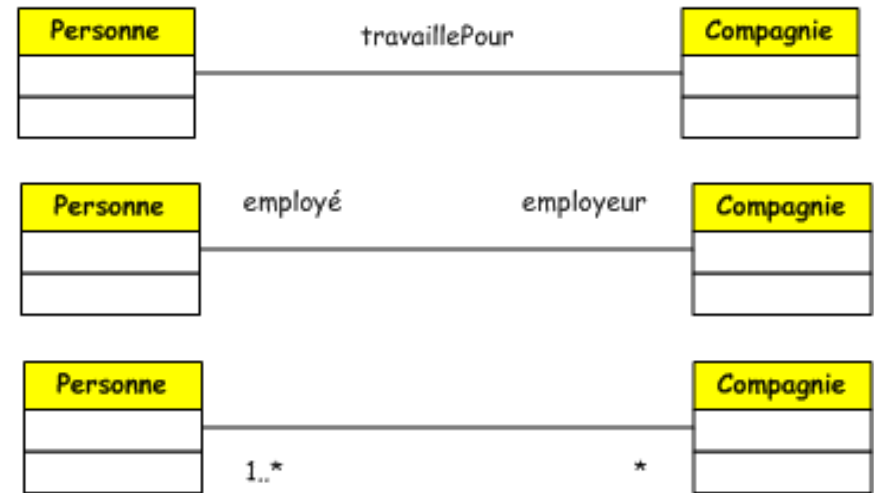 Personne travaillePour Compagnie
Personne employé employeur Compagnie
Personne Compagnie
1..* *